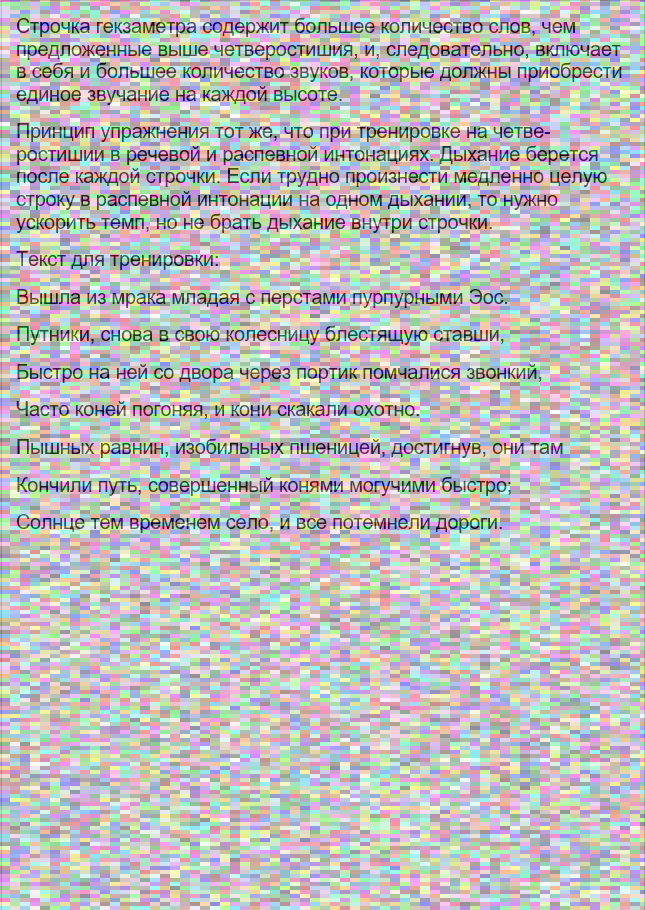 Строчка гекзаметра содержит большее количество слов, чем
предложенные выше четверостишия, и, следовательно, включает
в себя и большее количество звуков, которые должны приобрести
единое звучание на каждой высоте.
Принцип упражнения тот же, что при тренировке на четве-
ростишии в речевой и распевной интонациях. Дыхание берется
после каждой строчки. Если трудно произнести медленно целую
строку в распевной интонации на одном дыхании, то нужно
ускорить темп, но не брать дыхание внутри строчки.
Текст для тренировки:
Вышла из мрака младая с перстами пурпурными Эос.
Путники, снова в свою колесницу блестящую ставши,
Быстро на ней со двора через портик помчалися звонкий,
Часто коней погоняя, и кони скакали охотно.
Пышных равнин, изобильных пшеницей, достигнув, они там
Кончили путь, совершенный конями могучими быстро;
Солнце тем временем село, и все потемнели дороги.